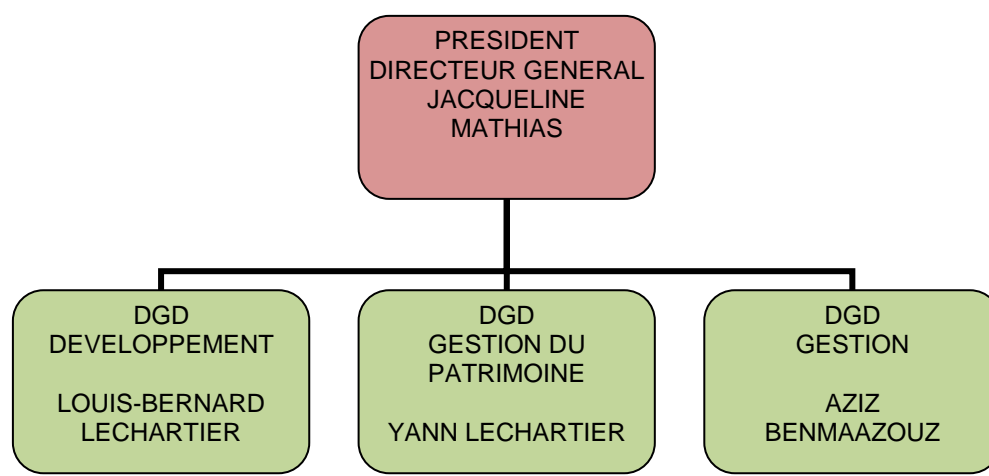 PRESIDENT
DIRECTEUR GENERAL
JACQUELINE
MATHIAS
DGD
DEVELOPPEMENT
LOUIS-BERNARD
LECHARTIER
DGD
GESTION DU
PATRIMOINE
YANN LECHARTIER
DGD
GESTION
AZIZ
BENMAAZOUZ